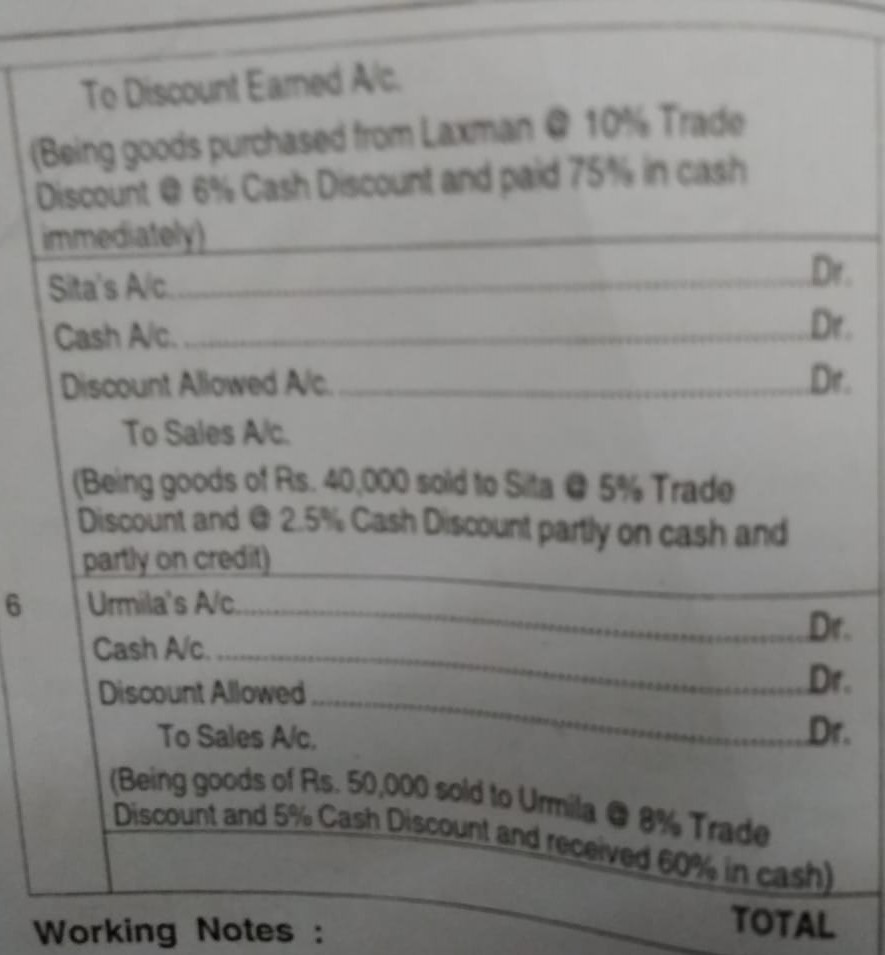 To Discount Earned A/c.
(Being goods purchased from Laxman @ 10% Trade
Discount @ 6% Cash Discount and paid 75% in cash
immediately)
Sita's A/c..........Dr.
Cash A/c...........Dr.
Discount Allowed A/c...........Dr.
To Sales A/c.
(Being goods of Rs. 40,000 sold to Sita @ 5% Trade
Discount and @ 2.5% Cash Discount partly on cash and
partly on credit)
6 Urmila's A/c..........Dr.
Cash A/c...........Dr.
Discount Allowed..........Dr.
To Sales A/c.
(Being goods of Rs. 50,000 sold to Urmila @ 8% Trade
Discount and 5% Cash Discount and received 60% in cash)
TOTAL
Working Notes :